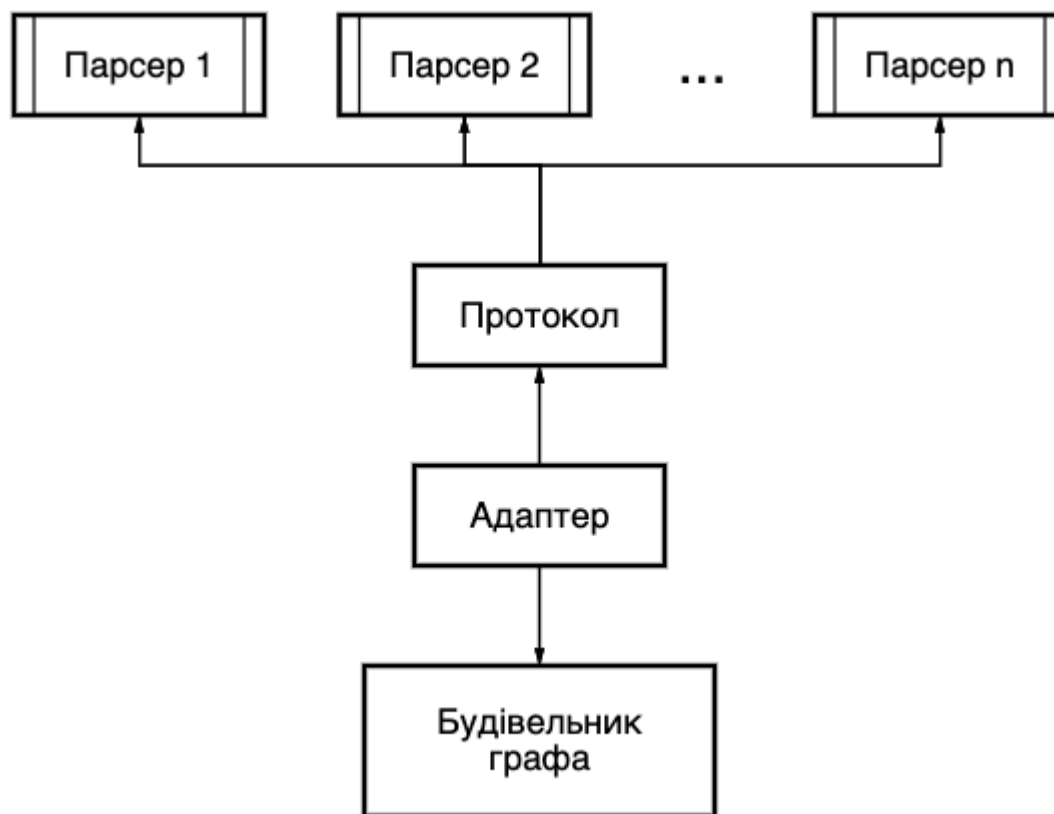 Парсер 1
Парсер 2
...
Парсер n
Протокол
Адаптер
Будівельник
графа